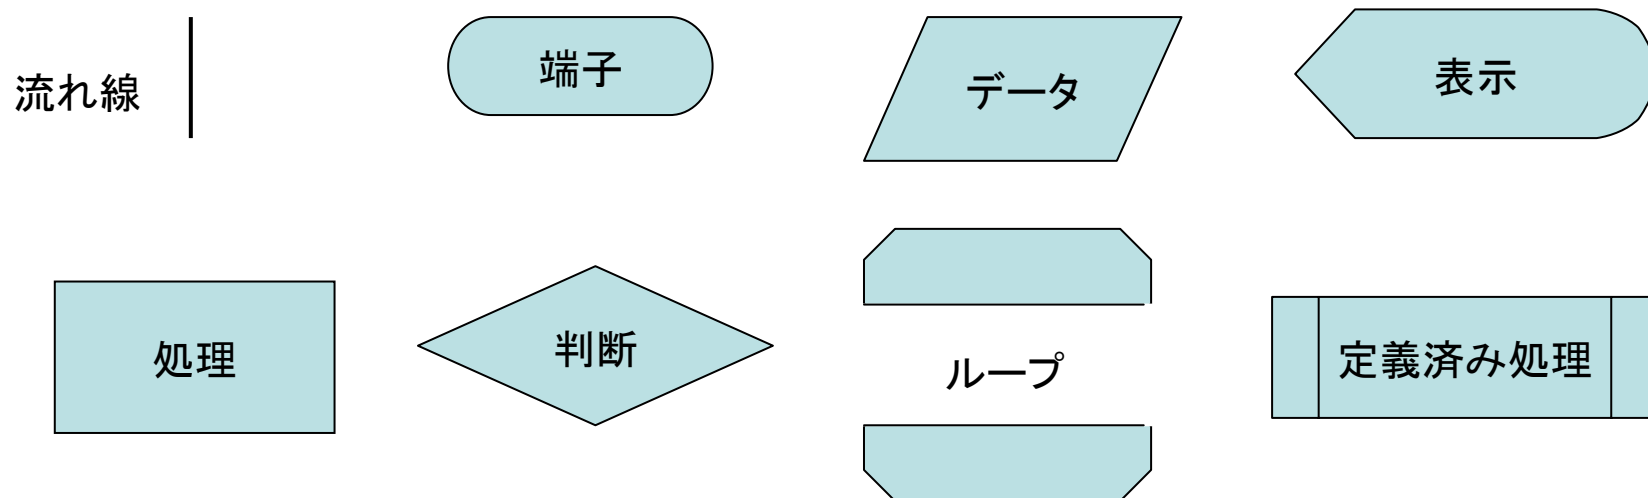 流れ線
端子
データ
表示
処理
判断
ループ
定義済み処理